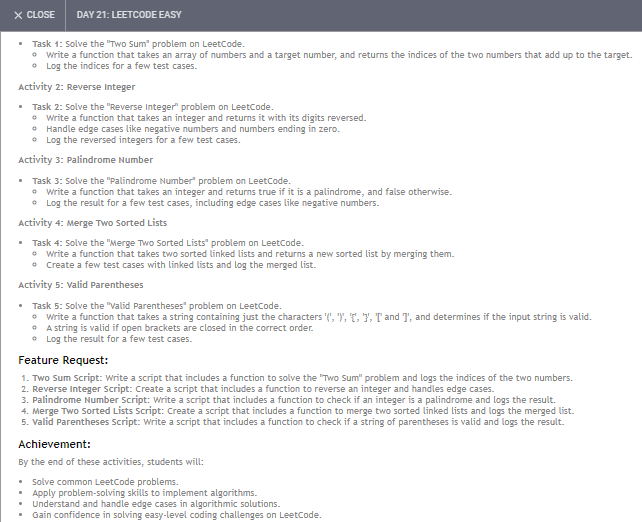 × CLOSE DAY 21: LEETCODE EASY
• Task 1: Solve the "Two Sum" problem on LeetCode.
○ Write a function that takes an array of numbers and a target number, and returns the indices of the two numbers that add up to the target.
○ Log the indices for a few test cases.
Activity 2: Reverse Integer
• Task 2: Solve the "Reverse Integer" problem on LeetCode.
○ Write a function that takes an integer and returns it with its digits reversed.
○ Handle edge cases like negative numbers and numbers ending in zero.
○ Log the reversed integers for a few test cases.
Activity 3: Palindrome Number
• Task 3: Solve the "Palindrome Number" problem on LeetCode.
○ Write a function that takes an integer and returns true if it is a palindrome, and false otherwise.
○ Log the result for a few test cases, including edge cases like negative numbers.
Activity 4: Merge Two Sorted Lists
• Task 4: Solve the "Merge Two Sorted Lists" problem on LeetCode.
○ Write a function that takes two sorted linked lists and returns a new sorted list by merging them.
○ Create a few test cases with linked lists and log the merged list.
Activity 5: Valid Parentheses
• Task 5: Solve the "Valid Parentheses" problem on LeetCode.
○ Write a function that takes a string containing just the characters '(', ')', '{', '}', '[' and ']', and determines if the input string is valid.
○ A string is valid if open brackets are closed in the correct order.
○ Log the result for a few test cases.
Feature Request:
1. Two Sum Script: Write a script that includes a function to solve the "Two Sum" problem and logs the indices of the two numbers.
2. Reverse Integer Script: Create a script that includes a function to reverse an integer and handles edge cases.
3. Palindrome Number Script: Write a script that includes a function to check if an integer is a palindrome and logs the result.
4. Merge Two Sorted Lists Script: Create a script that includes a function to merge two sorted linked lists and logs the merged list.
5. Valid Parentheses Script: Write a script that includes a function to check if a string of parentheses is valid and logs the result.
Achievement:
By the end of these activities, students will:
• Solve common LeetCode problems.
• Apply problem-solving skills to implement algorithms.
• Understand and handle edge cases in algorithmic solutions.
• Gain confidence in solving easy-level coding challenges on LeetCode.